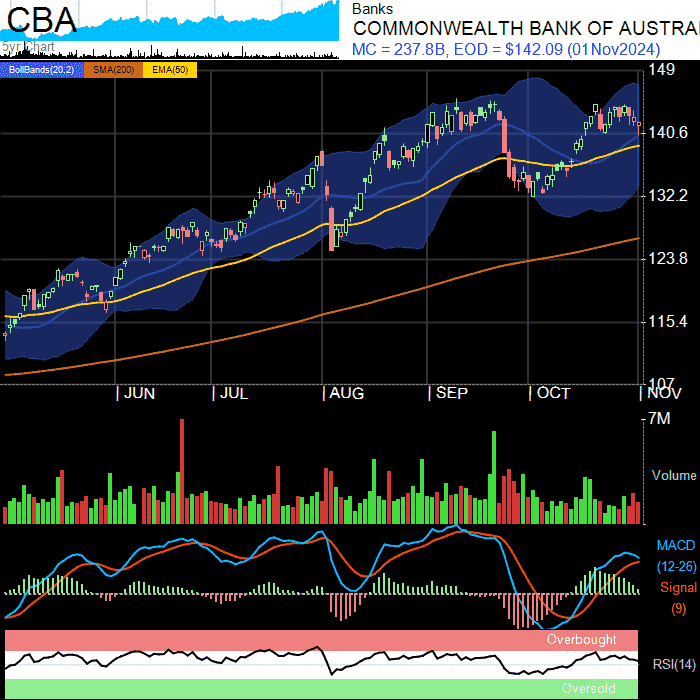 CBA
5yr Chart
Banks
COMMONWEALTH BANK OF AUSTRA
MC = 237.8B, EOD = $142.09 (01Nov2024)
BollBands(20,2) SMA(200) EMA(50)
149
140.6
132.2
123.8
115.4
107
JUN JUL AUG SEP OCT NOV
7M
Volume
MACD
(12-26)
Signal
(9)
Overbought
RSI(14)
Oversold